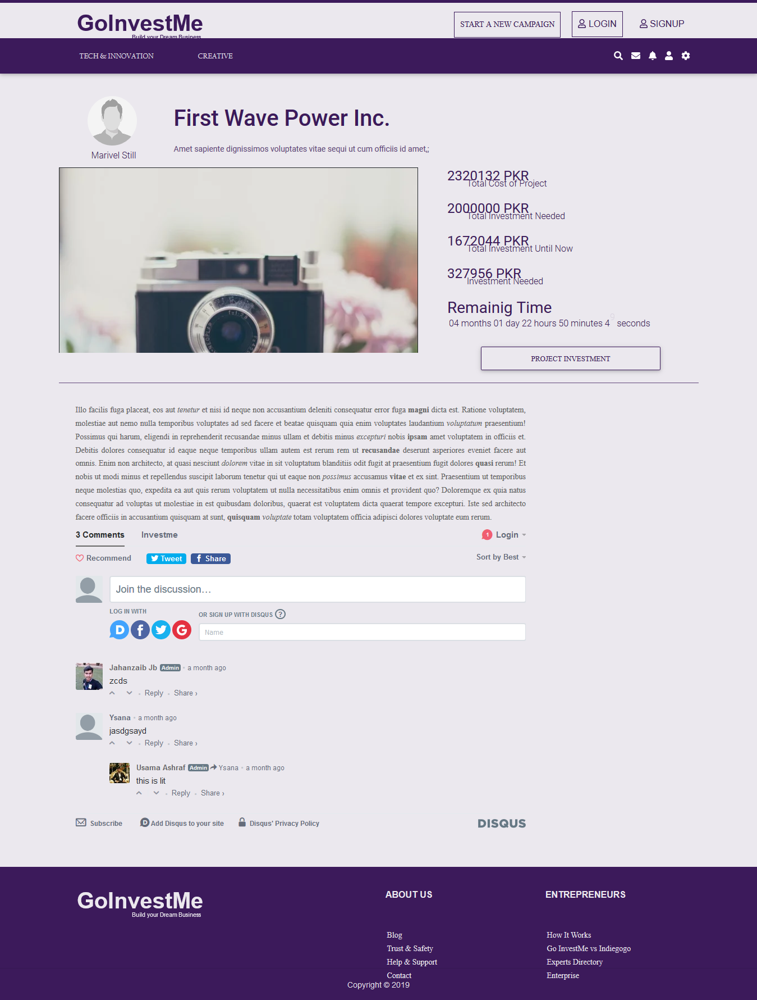 GoInvestMe
Build your Dream Business
START A NEW CAMPAIGN
LOGIN
SIGNUP
TECH & INNOVATION
CREATIVE
First Wave Power Inc.
Amet sapiente dignissimos voluptates vitae sequi ut cum officiis id amet,;
Marivel Still
2320132 PKR
Total Cost of Project
2000000 PKR
Total Investment Needed
1672044 PKR
Total Investment Until Now
327956 PKR
Investment Needed
Remainig Time
04 months 01 day 22 hours 50 minutes 49 seconds
PROJECT INVESTMENT
Illo facilis fuga placeat, eos aut tenetur et nisi id neque non accusantium deleniti consequatur error fuga magni dicta est. Ratione voluptatem,
molestiae aut nemo nulla temporibus voluptates ad sed facere et beatae quisquam quia enim voluptates laudantium voluptatum praesentium!
Possimus qui harum, eligendi in reprehenderit recusandae minus ullam et debitis minus excepturi nobis ipsam amet voluptatem in officiis et.
Debitis dolores consequatur id eaque neque temporibus ullam autem est rerum rem ut recusandae deserunt asperiores eveniet facere aut
omnis. Enim non architecto, at quasi nesciunt dolorem vitae in sit voluptatum blanditiis odit fugit at praesentium fugit dolores quasi rerum! Et
nobis ut modi minus et repellendus suscipit laborum tenetur qui ut eaque non possimus accusamus vitae et ex sint. Praesentium ut temporibus
neque molestias quo, expedita ea aut quis rerum voluptatem ut nulla necessitatibus enim omnis et provident quo? Doloremque ex quia natus
consequatur ad voluptas ut molestiae in est quibusdam doloribus, quaerat est voluptatem dicta quaerat tempore excepturi. Iste sed architecto
facere officiis in accusantium quisquam at sunt, quisquam voluptate totam voluptatem officia adipisci dolores voluptate eum rerum.
3 Comments
Investme
1
Login
Recommend
Tweet
Share
Sort by Best
Join the discussion…
LOG IN WITH
OR SIGN UP WITH DISQUS ?
Name
Jahanzaib Jb Admin • a month ago
zcds
Reply • Share ›
Ysana • a month ago
jasdgsayd
Reply • Share ›
Usama Ashraf Admin Ysana • a month ago
this is lit
Reply • Share ›
Subscribe
Add Disqus to your site
Disqus' Privacy Policy
DISQUS
GoInvestMe
Build your Dream Business
ABOUT US
Blog
Trust & Safety
Help & Support
Contact
ENTREPRENEURS
How It Works
Go InvestMe vs Indiegogo
Experts Directory
Enterprise
Copyright © 2019